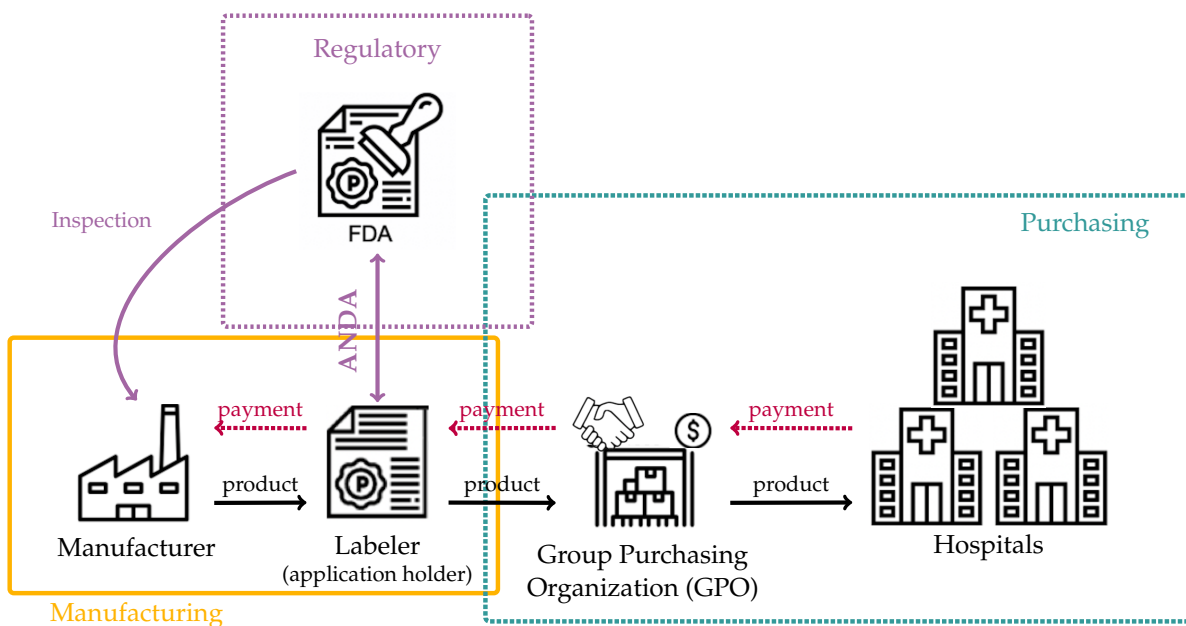 Regulatory
P
FDA
Inspection
Purchasing
ANDA
payment
payment
payment
$
P
product
product
product
Manufacturer
Labeler
(application holder)
Group Purchasing
Organization (GPO)
Hospitals
Manufacturing